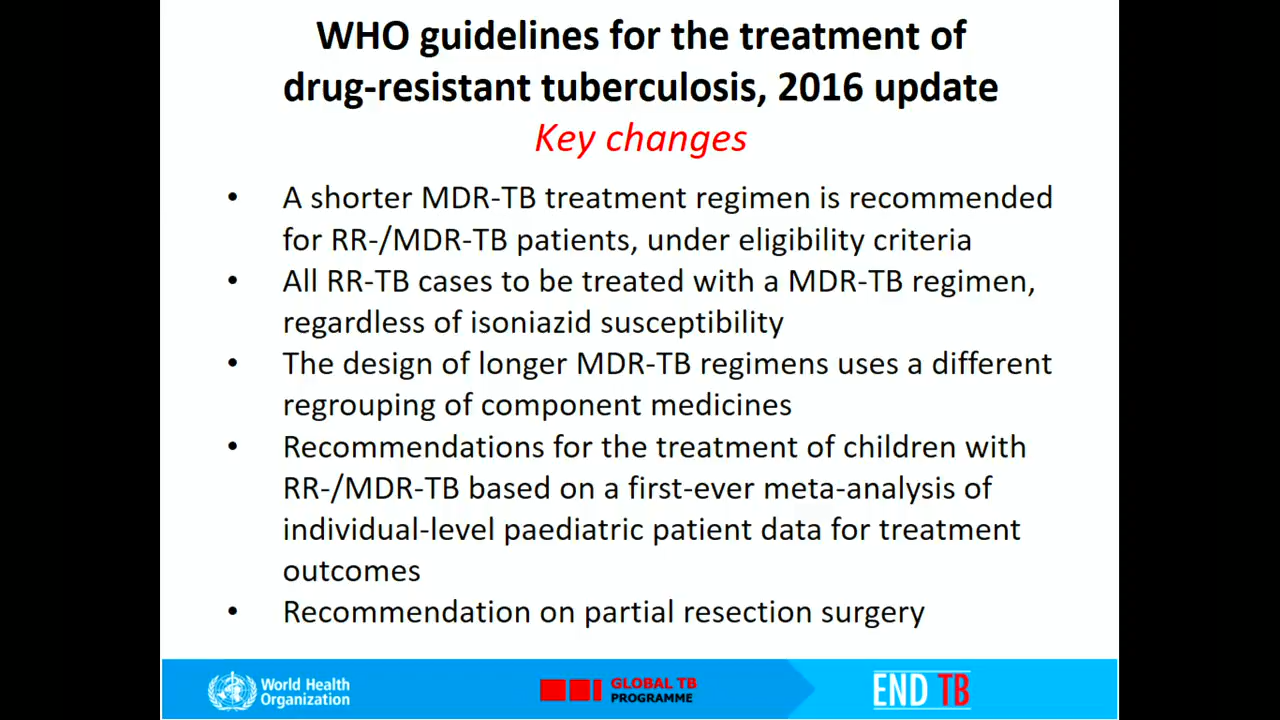 WHO guidelines for the treatment of
drug-resistant tuberculosis, 2016 update
Key changes
• A shorter MDR-TB treatment regimen is recommended
for RR-/MDR-TB patients, under eligibility criteria
• All RR-TB cases to be treated with a MDR-TB regimen,
regardless of isoniazid susceptibility
• The design of longer MDR-TB regimens uses a different
regrouping of component medicines
• Recommendations for the treatment of children with
RR-/MDR-TB based on a first-ever meta-analysis of
individual-level paediatric patient data for treatment
outcomes
• Recommendation on partial resection surgery
World Health
Organization
GLOBAL TB
PROGRAMME
END TB